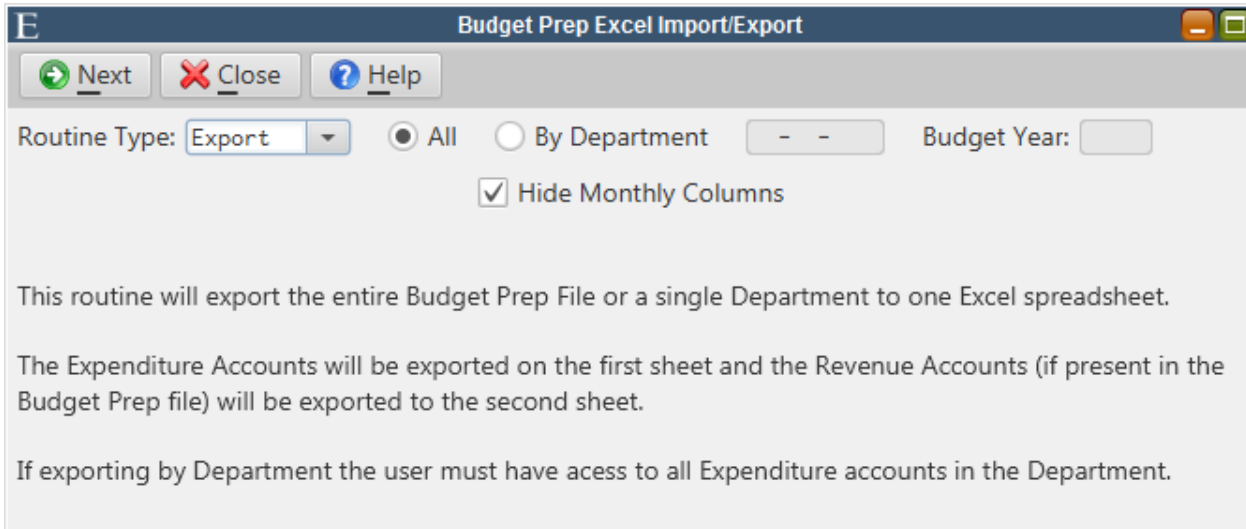 E Budget Prep Excel Import/Export
Next Close Help
Routine Type: Export All By Department - - Budget Year:
Hide Monthly Columns
This routine will export the entire Budget Prep File or a single Department to one Excel spreadsheet.
The Expenditure Accounts will be exported on the first sheet and the Revenue Accounts (if present in the
Budget Prep file) will be exported to the second sheet.
If exporting by Department the user must have acess to all Expenditure accounts in the Department.